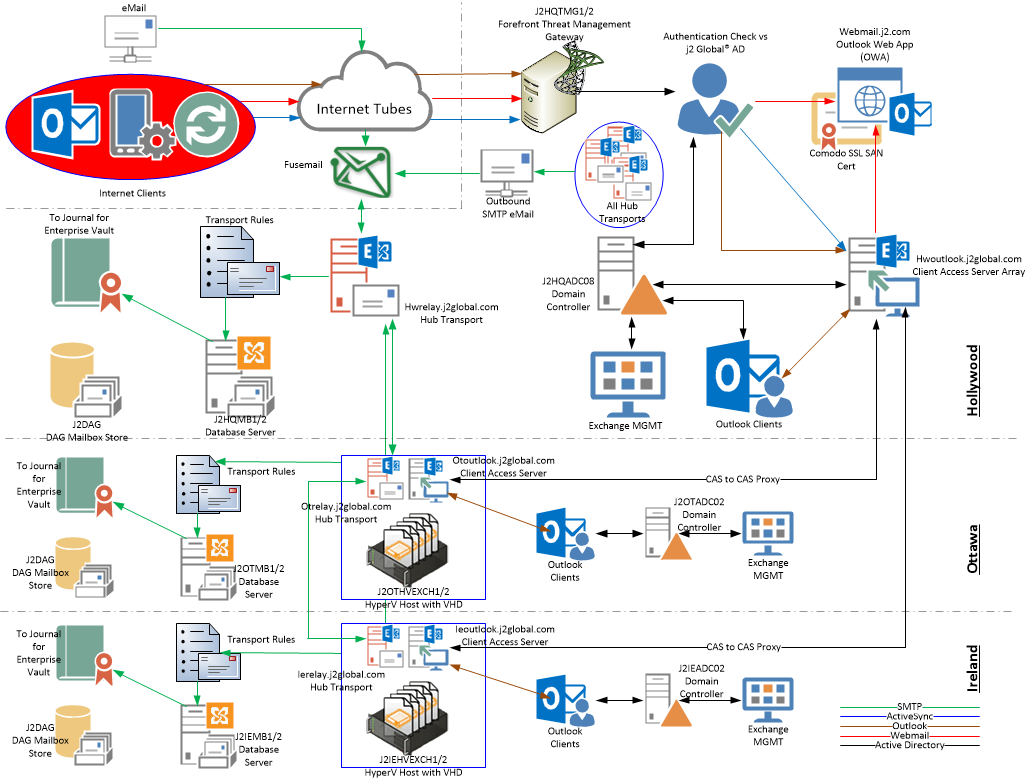 eMail
J2HQTMG1/2
Forefront Threat Management
Gateway
Authentication Check vs
j2 Global® AD
Webmail.j2.com
Outlook Web App
(OWA)
Internet Tubes
Internet Clients
Fusemail
Outbound
SMTP eMail
All Hub
Transports
Comodo SSL SAN
Cert
To Journal for
Enterprise Vault
Transport Rules
Hwrelay.j2global.com
Hub Transport
J2HQADC08
Domain
Controller
Hwoutlook.j2global.com
Client Access Server Array
J2DAG
DAG Mailbox Store
J2HQMB1/2
Database Server
Exchange MGMT
Outlook Clients
Hollywood
To Journal
for
Enterprise
Vault
Transport Rules
Otoutlook.j2global.com
Client Access Server
Otrelay.j2global.com
Hub Transport
CAS to CAS Proxy
J2OTADC02
Domain
Controller
J2DAG
DAG Mailbox
Store
J2OTMB1/2
Database
Server
J2OTHVEXCH1/2
HyperV Host with VHD
Outlook
Clients
Exchange
MGMT
Ottawa
To Journal
for
Enterprise
Vault
Transport Rules
Ieoutlook.j2global.com
Client Access Server
Ierelay.j2global.com
Hub Transport
CAS to CAS Proxy
J2IEADC02
Domain
Controller
J2DAG
DAG Mailbox
Store
J2IEMB1/2
Database
Server
J2IEHVEXCH1/2
HyperV Host with VHD
Outlook
Clients
Exchange
MGMT
Ireland
SMTP
ActiveSync
Outlook
Webmail
Active Directory